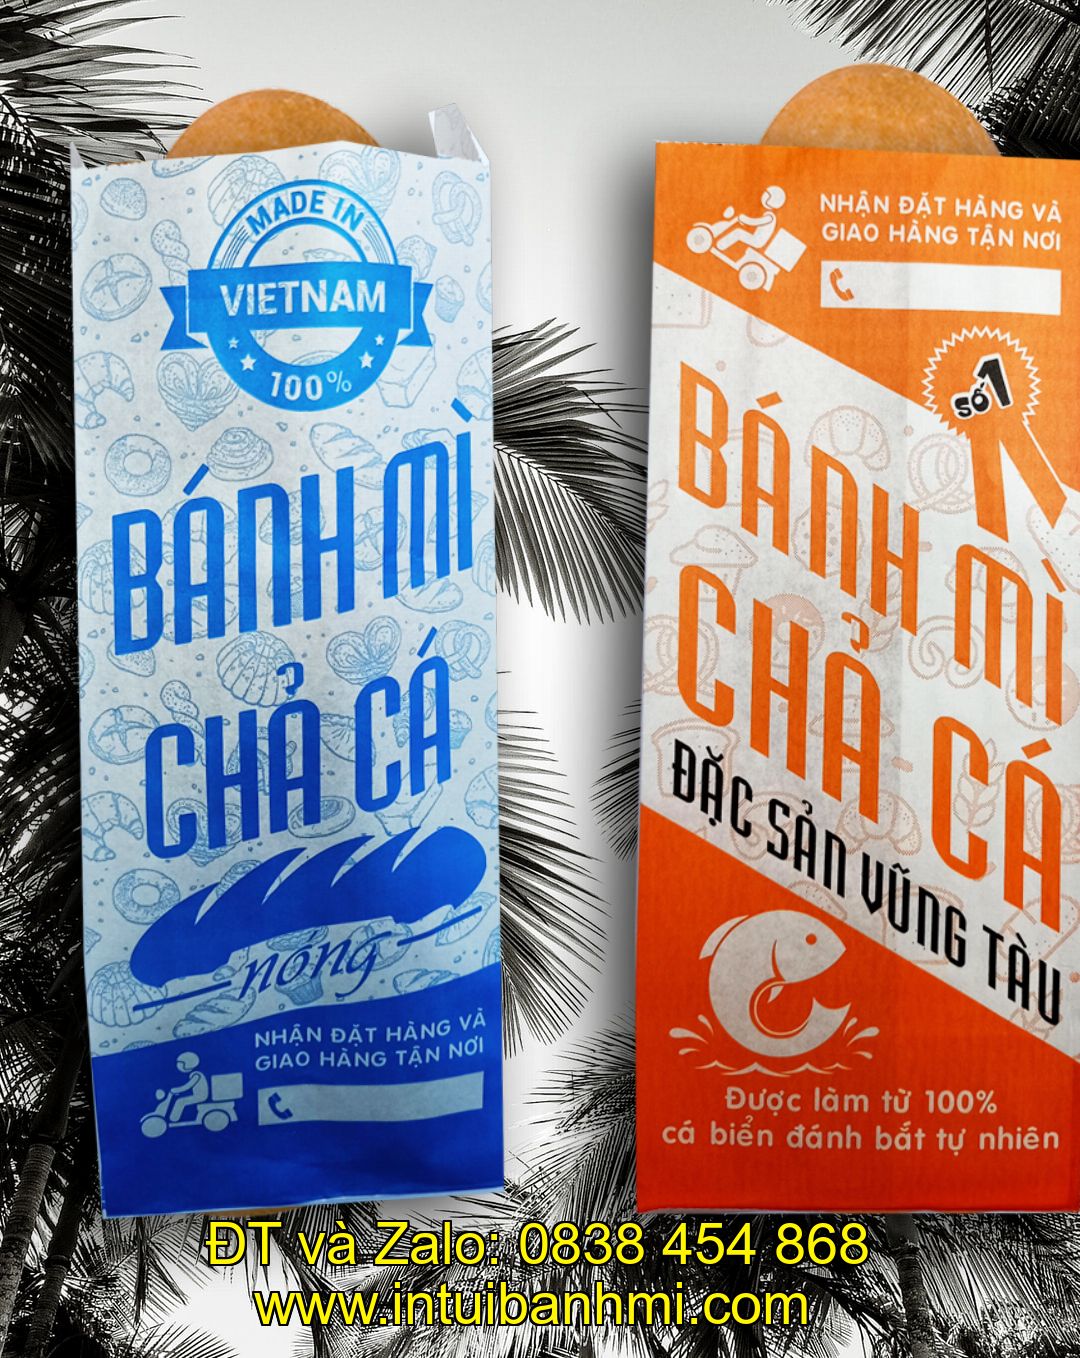 MADE IN
VIETNAM
100%
BÁNH MÌ
CHẢ CÁ
nóng
NHẬN ĐẶT HÀNG VÀ
GIAO HÀNG TẬN NƠI
NHẬN ĐẶT HÀNG VÀ
GIAO HÀNG TẬN NƠI
SỐ 1
BÁNH MÌ
CHẢ CÁ
ĐẶC SẢN VŨNG TÀU
Được làm từ 100%
cá biển đánh bắt tự nhiên
ĐT và Zalo: 0838 454 868
www.intuibanhmi.com